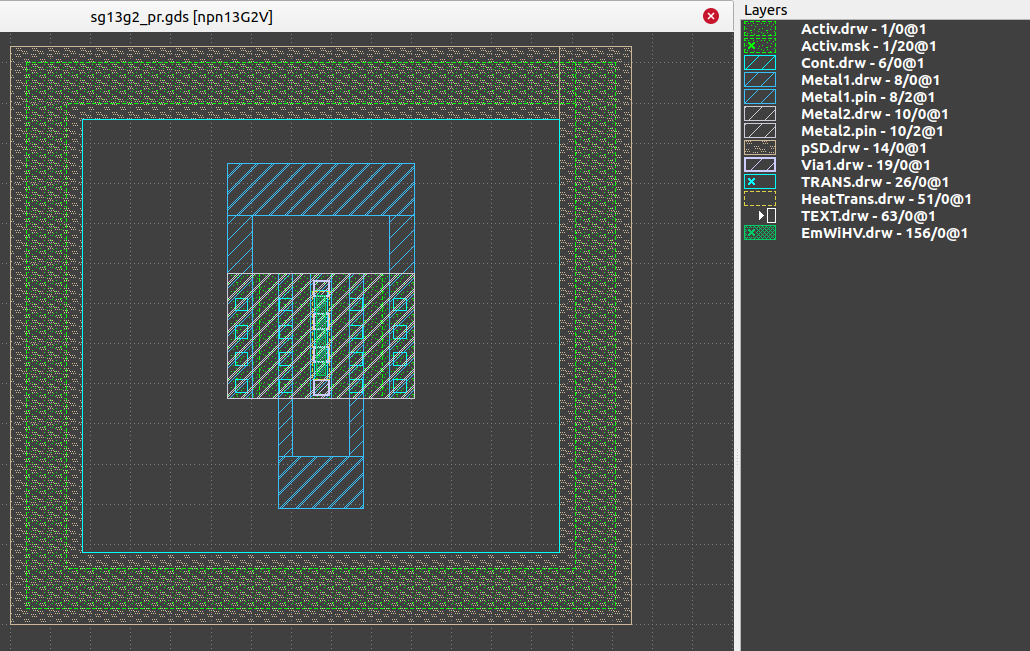 sg13g2_pr.gds [npn13G2V]
Layers
Activ.drw - 1/0@1
Activ.msk - 1/20@1
Cont.drw - 6/0@1
Metal1.drw - 8/0@1
Metal1.pin - 8/2@1
Metal2.drw - 10/0@1
Metal2.pin - 10/2@1
pSD.drw - 14/0@1
Via1.drw - 19/0@1
TRANS.drw - 26/0@1
HeatTrans.drw - 51/0@1
TEXT.drw - 63/0@1
EmWiHV.drw - 156/0@1